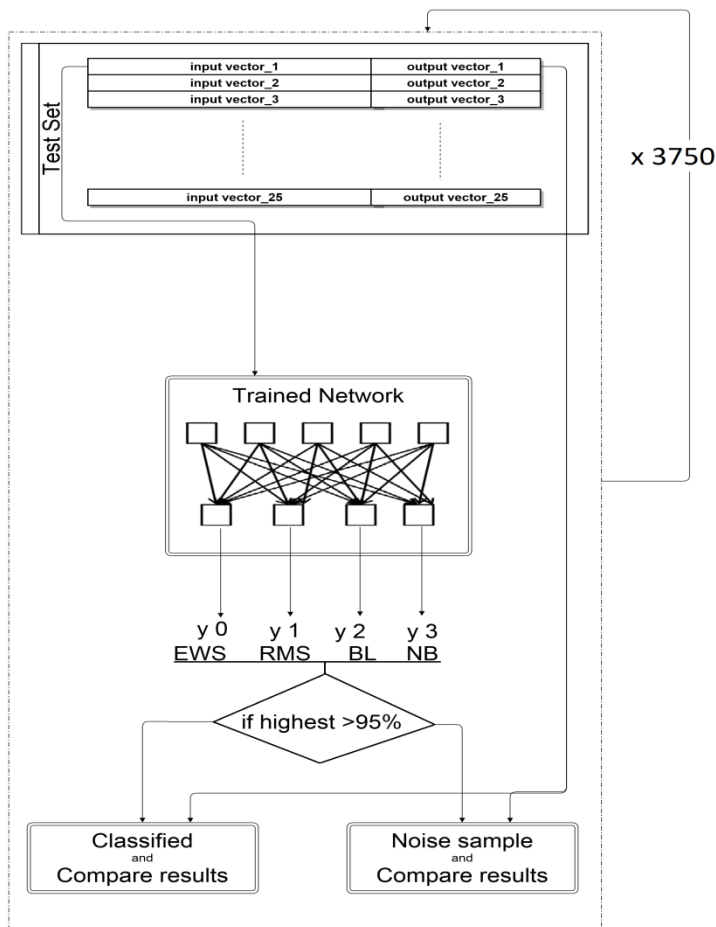 input vector_1 output vector_1
input vector_2 output vector_2
input vector_3 output vector_3
Test Set
x 3750
input vector_25 output vector_25
Trained Network
y 0 y 1 y 2 y 3
EWS RMS BL NB
if highest >95%
Classified
and
Compare results
Noise sample
and
Compare results